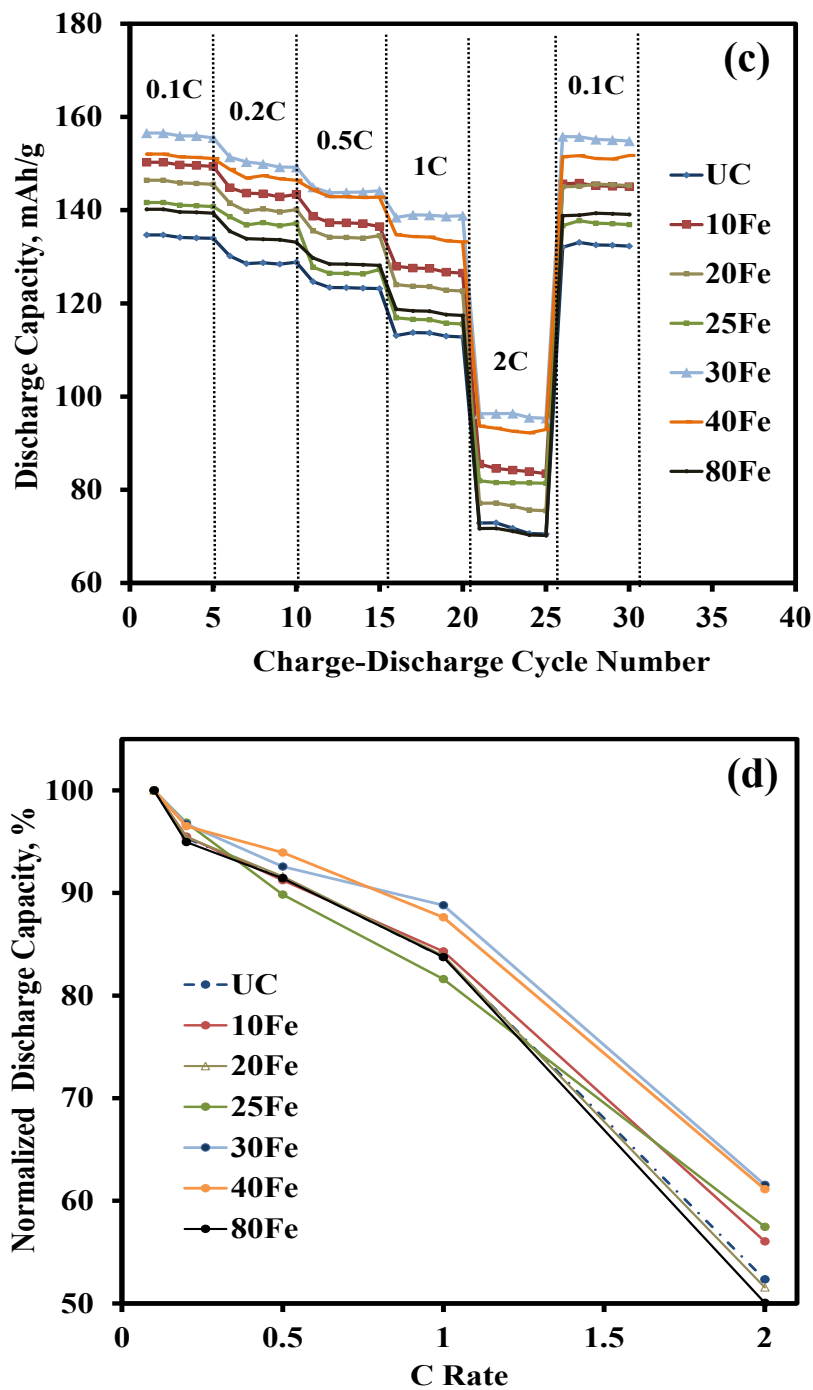 180
160
140
120
100
80
60
Discharge Capacity, mAh/g
(c)
0.1C
0.2C
0.5C
1C
2C
0.1C
UC
10Fe
20Fe
25Fe
30Fe
40Fe
80Fe
0 5 10 15 20 25 30 35 40
Charge-Discharge Cycle Number
100
90
80
70
60
50
Normalized Discharge Capacity, %
(d)
UC
10Fe
20Fe
25Fe
30Fe
40Fe
80Fe
0 0.5 1 1.5 2
C Rate